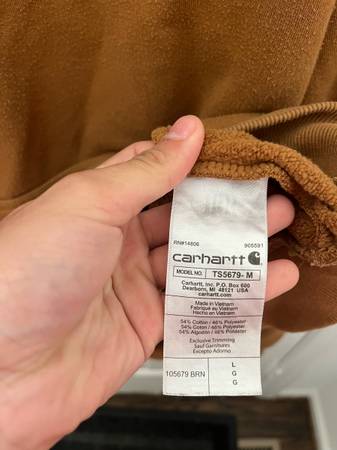 RN#14806 905591
carhartt
MODEL NO. TS5679- M
Carhartt, Inc. P.O. Box 600
Dearborn, MI 48121 USA
carhartt.com
Made in Vietnam
Fabriqué au Vietnam
Hecho en Vietnam
54% Cotton / 46% Polyester
54% Coton / 46% Polyester
54% Algodón / 46% Polyester
Exclusive Trimming
Sauf Garnitures
Excepto Adorno
105679 BRN
L
G
G